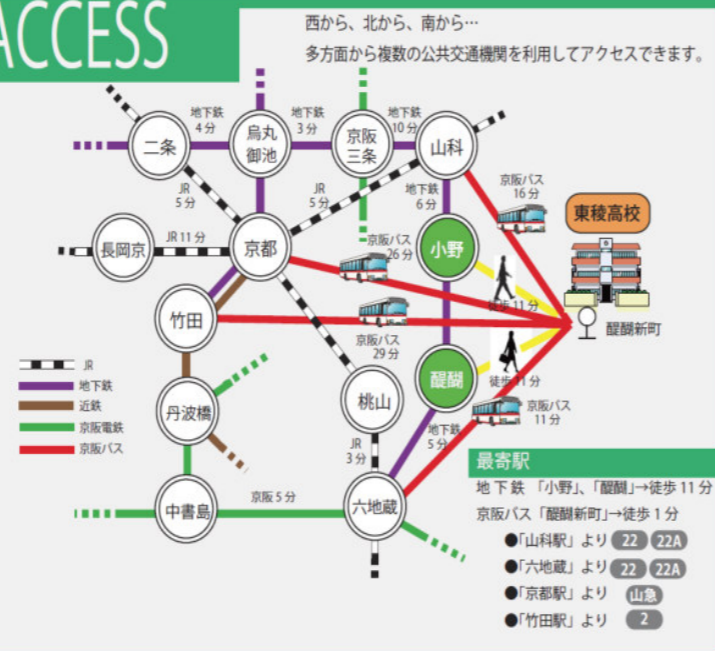 ACCESS
西から、北から、南から…
多方面から複数の公共交通機関を利用してアクセスできます。
地下鉄
4分
地下鉄
3分
地下鉄
10分
二条
烏丸
御池
京阪
三条
山科
JR
5分
JR
5分
地下鉄
6分
京阪バス
16分
東稜高校
長岡京
JR 11分
京都
京阪バス
26分
小野
徒歩 11分
醍醐新町
竹田
京阪バス
29分
JR
地下鉄
近鉄
京阪電鉄
京阪バス
丹波橋
桃山
醍醐
徒歩 11分
京阪バス
11分
JR
3分
地下鉄
5分
中書島
京阪 5分
六地蔵
最寄駅
地下鉄 「小野」、「醍醐」→徒歩 11分
京阪バス「醍醐新町」→徒歩 1分
●「山科駅」より 22 22A
●「六地蔵」より 22 22A
●「京都駅」より 山急
●「竹田駅」より 2